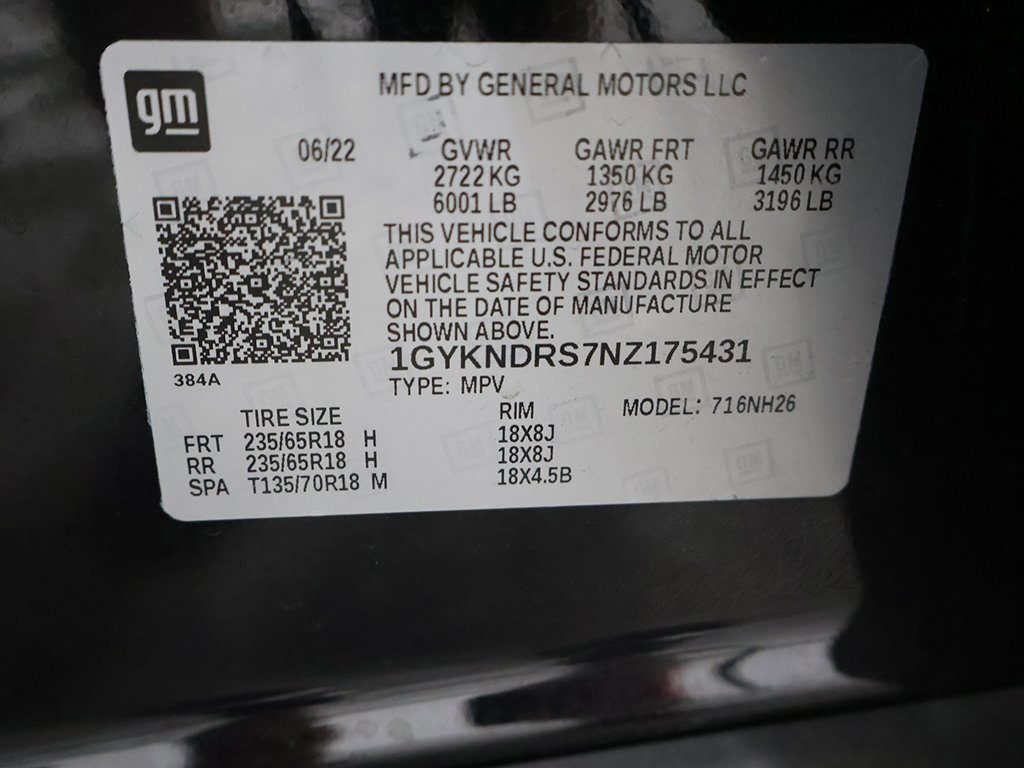 gm
MFD BY GENERAL MOTORS LLC
06/22 GVWR GAWR FRT GAWR RR
2722 KG 1350 KG 1450 KG
6001 LB 2976 LB 3196 LB
THIS VEHICLE CONFORMS TO ALL
APPLICABLE U.S. FEDERAL MOTOR
VEHICLE SAFETY STANDARDS IN EFFECT
ON THE DATE OF MANUFACTURE
SHOWN ABOVE.
1GYKNDRS7NZ175431
384A
TYPE: MPV
TIRE SIZE RIM MODEL: 716NH26
FRT 235/65R18 H 18X8J
RR 235/65R18 H 18X8J
SPA T135/70R18 M 18X4.5B